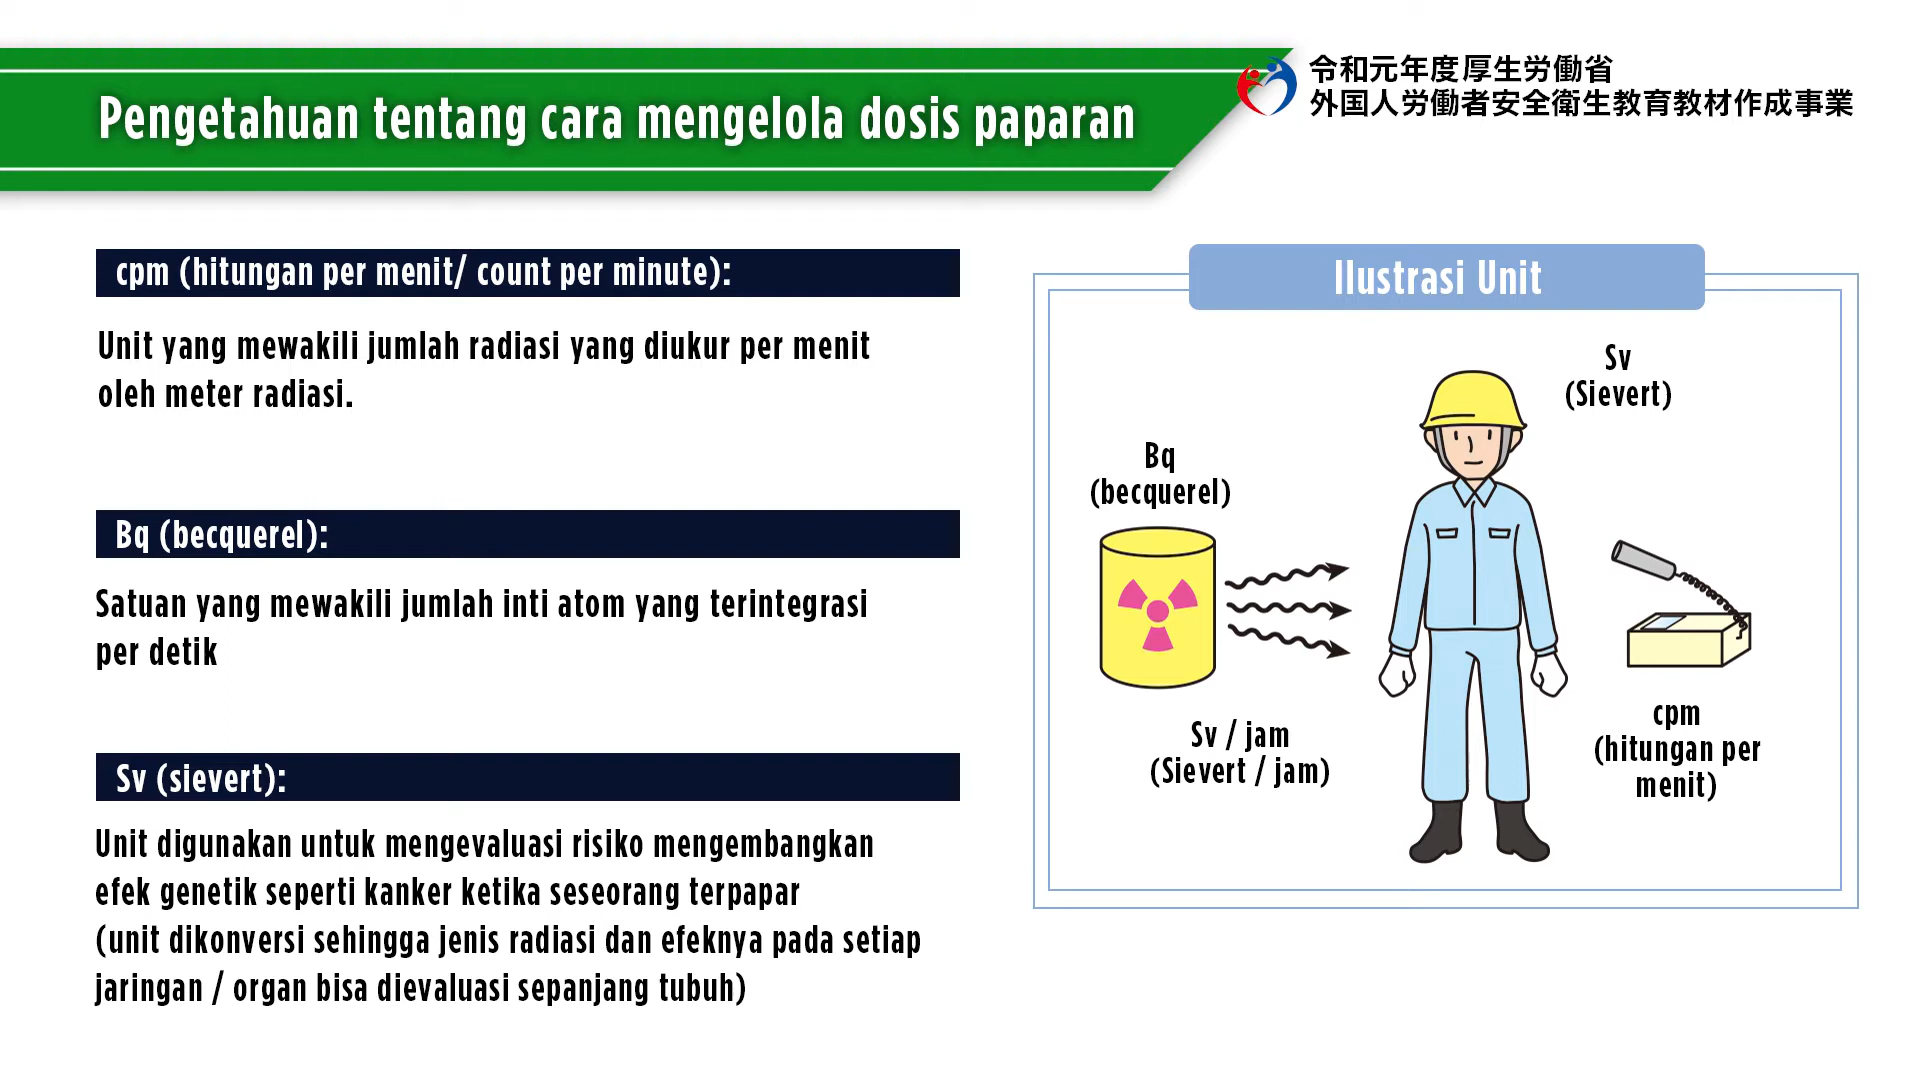 Pengetahuan tentang cara mengelola dosis paparan
令和元年度厚生労働省
外国人労働者安全衛生教育教材作成事業
cpm (hitungan per menit/ count per minute):
Unit yang mewakili jumlah radiasi yang diukur per menit
oleh meter radiasi.
Bq (becquerel):
Satuan yang mewakili jumlah inti atom yang terintegrasi
per detik
Sv (sievert):
Unit digunakan untuk mengevaluasi risiko mengembangkan
efek genetik seperti kanker ketika seseorang terpapar
(unit dikonversi sehingga jenis radiasi dan efeknya pada setiap
jaringan / organ bisa dievaluasi sepanjang tubuh)
Ilustrasi Unit
Sv
(Sievert)
Bq
(becquerel)
Sv / jam
(Sievert / jam)
cpm
(hitungan per
menit)